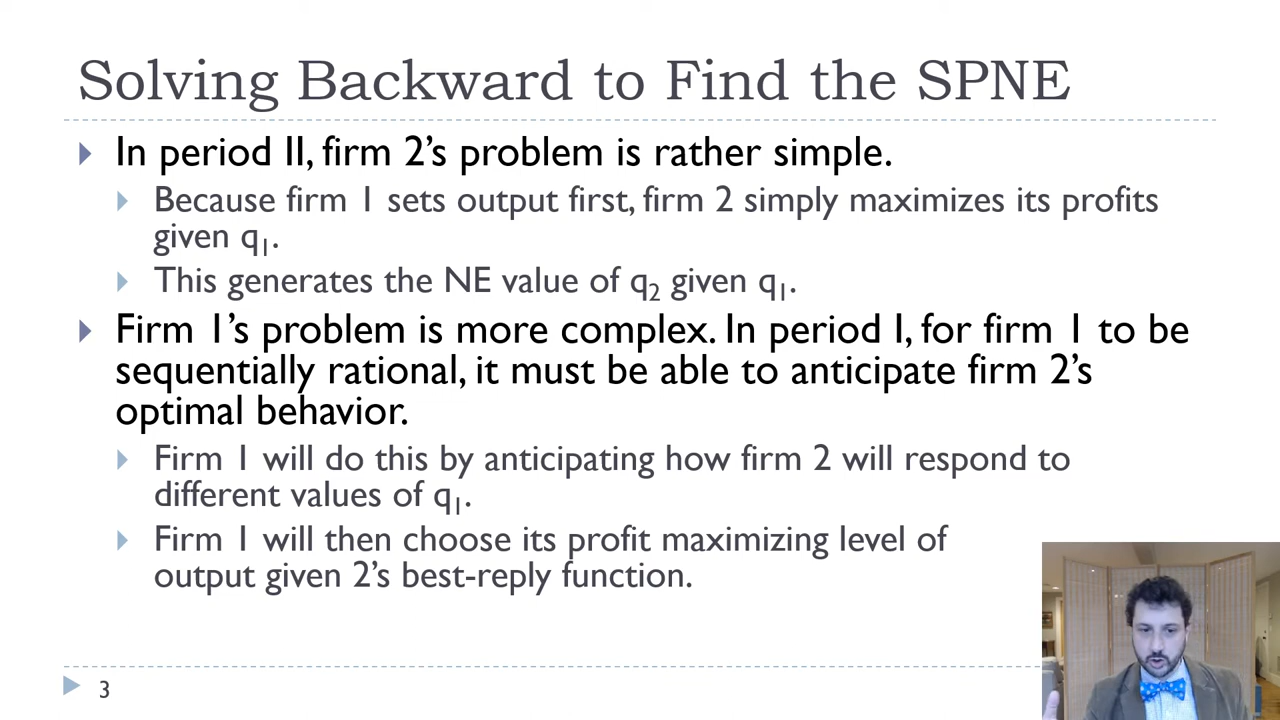 Solving Backward to Find the SPNE
In period II, firm 2’s problem is rather simple.
Because firm 1 sets output first, firm 2 simply maximizes its profits
given q₁.
This generates the NE value of q₂ given q₁.
Firm 1’s problem is more complex. In period I, for firm 1 to be
sequentially rational, it must be able to anticipate firm 2’s
optimal behavior.
Firm 1 will do this by anticipating how firm 2 will respond to
different values of q₁.
Firm 1 will then choose its profit maximizing level of
output given 2’s best-reply function.
3